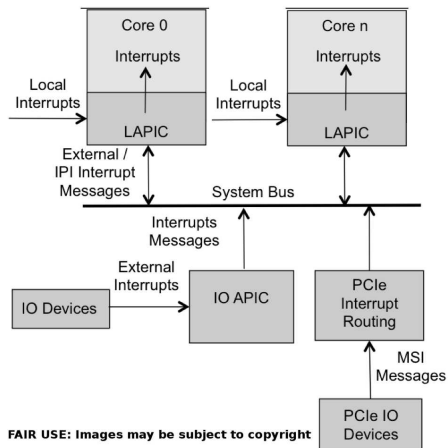 Core 0
Interrupts
Local
Interrupts
LAPIC
Core n
Interrupts
Local
Interrupts
LAPIC
External /
IPI Interrupt
Messages
System Bus
Interrupts
Messages
External
Interrupts
IO Devices
IO APIC
PCIe
Interrupt
Routing
MSI
Messages
PCIe IO
Devices
FAIR USE: Images may be subject to copyright